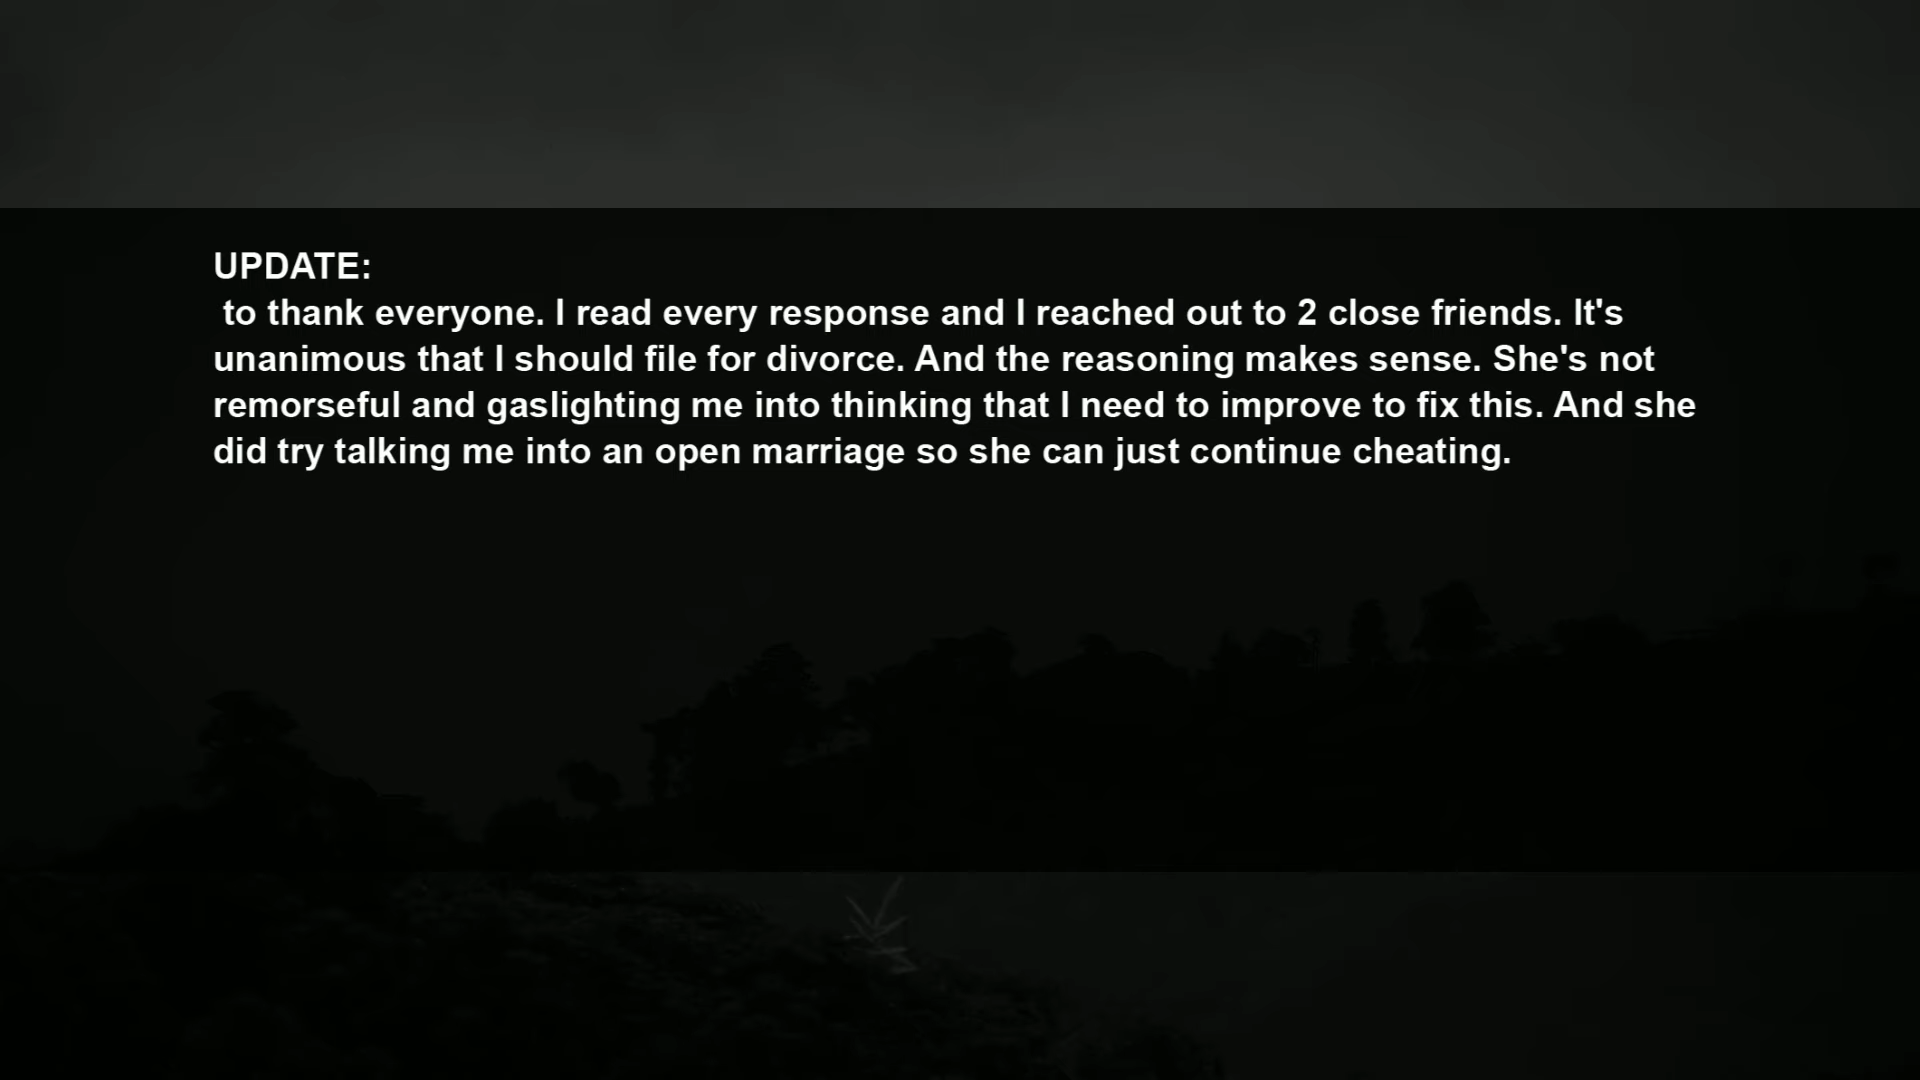 UPDATE:
to thank everyone. I read every response and I reached out to 2 close friends. It's
unanimous that I should file for divorce. And the reasoning makes sense. She's not
remorseful and gaslighting me into thinking that I need to improve to fix this. And she
did try talking me into an open marriage so she can just continue cheating.